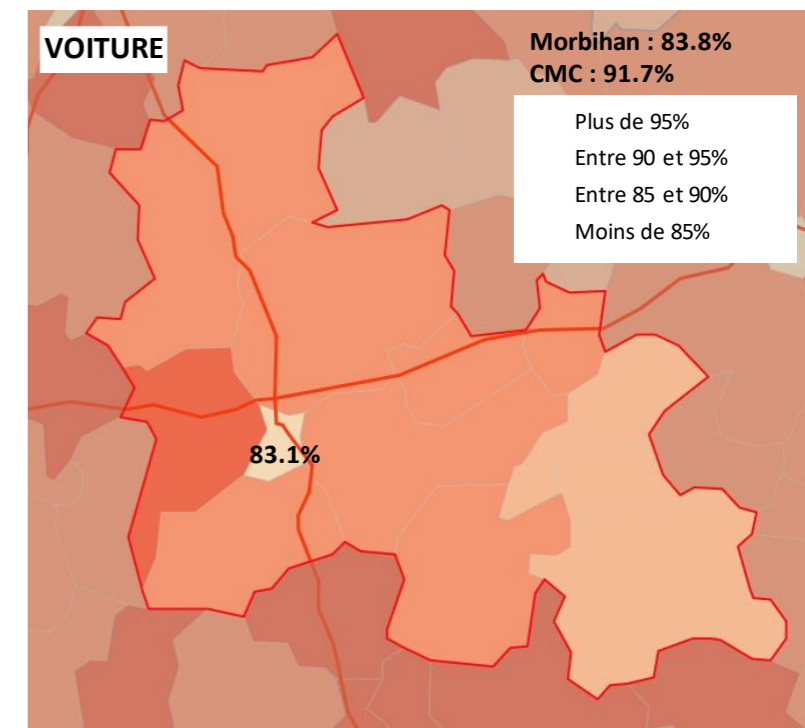 VOITURE
Morbihan : 83.8%
CMC : 91.7%
Plus de 95%
Entre 90 et 95%
Entre 85 et 90%
Moins de 85%
83.1%